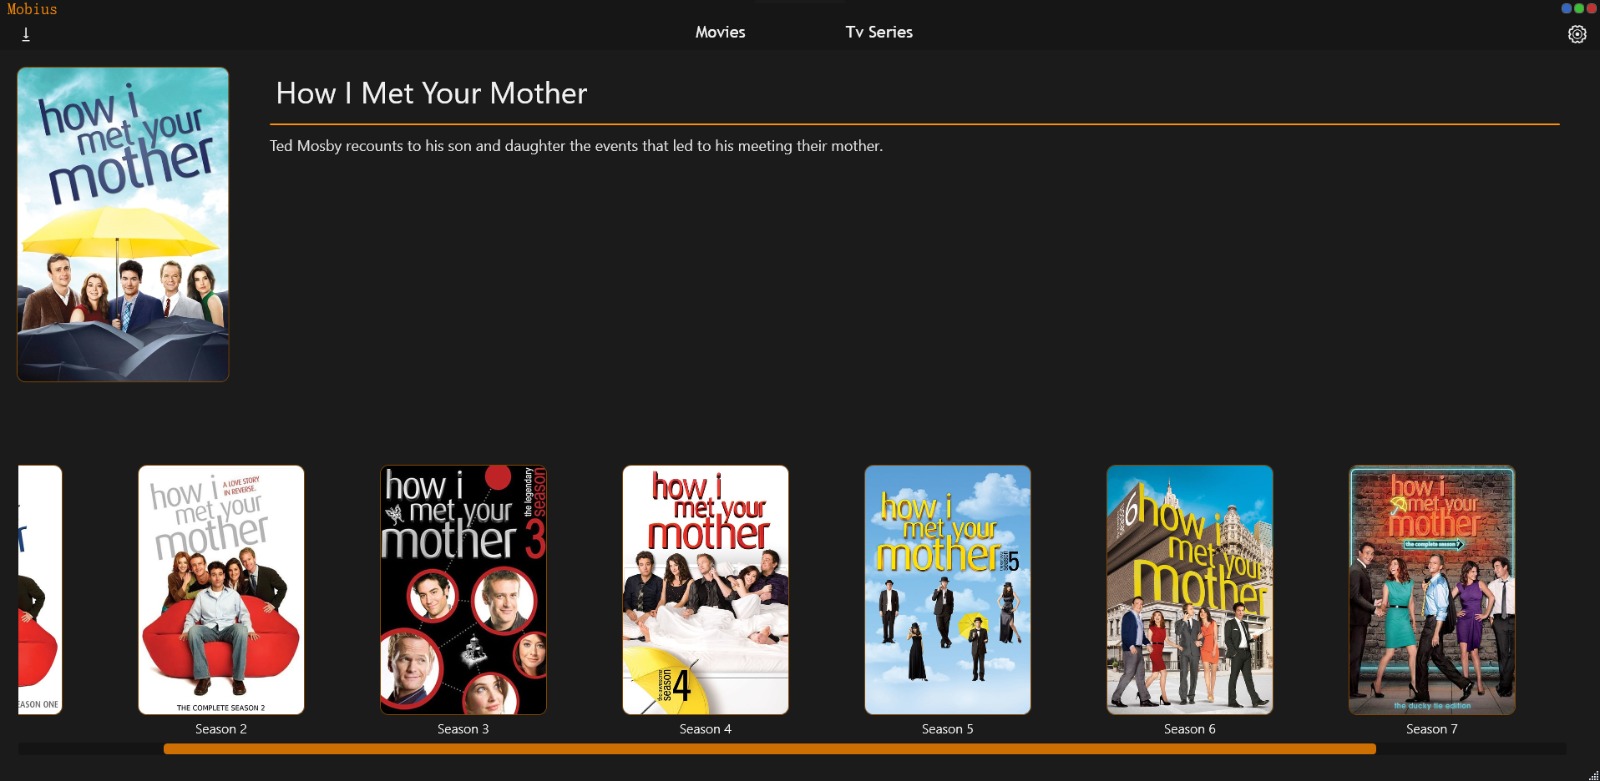 Mobius
Movies
Tv Series
how i
met your
mother
How I Met Your Mother
Ted Mosby recounts to his son and daughter the events that led to his meeting their mother.
EASON ONE
how i
A LOVE STORY
IN REVERSE.
met your
mother
THE COMPLETE SEASON 2
Season 2
how i
met your
mother 3
the legendary
season
Season 3
how i
met your
mother
season
4
Season 4
how i
met your
mother
season
5
Season 5
6
how i
met your
mother
Season 6
how i
met your
mother
the complete season 7
the ducky tie edition
Season 7